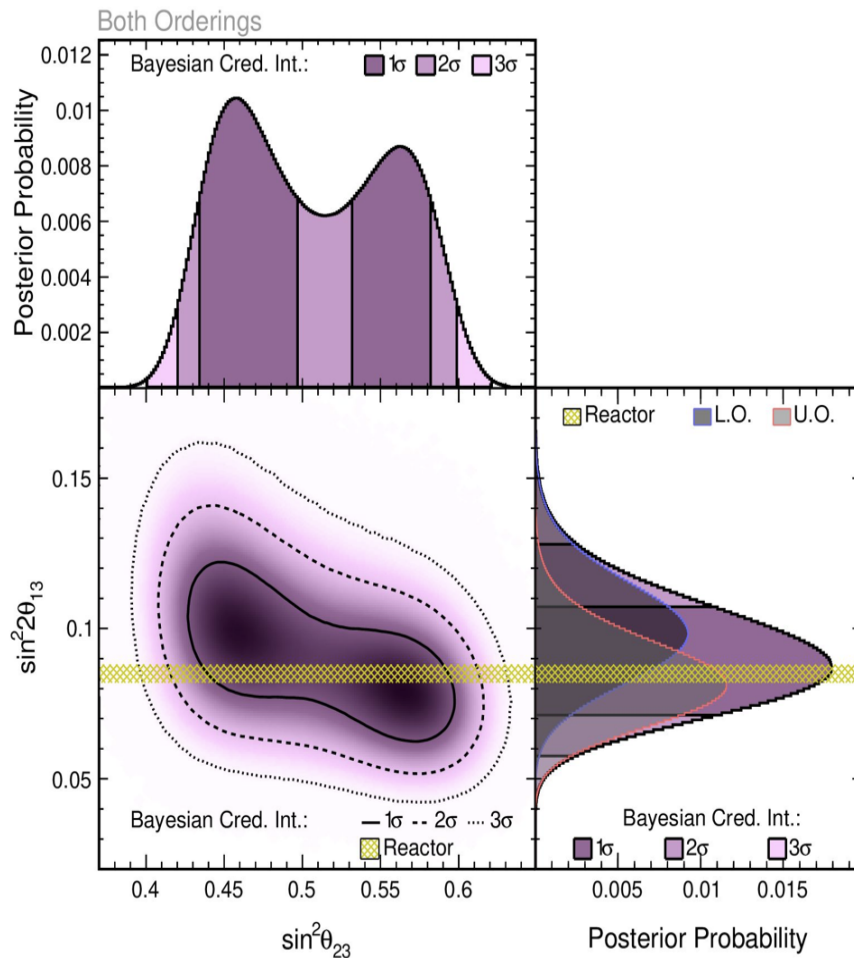 Both Orderings
Bayesian Cred. Int.: 1σ 2σ 3σ
Posterior Probability
0.012
0.01
0.008
0.006
0.004
0.002
Reactor L.O. U.O.
sin²2θ₁₃
0.15
0.1
0.05
Bayesian Cred. Int.: 1σ 2σ 3σ
Reactor
Bayesian Cred. Int.:
1σ 2σ 3σ
0.4 0.45 0.5 0.55 0.6
0.005 0.01 0.015
sin²θ₂₃
Posterior Probability